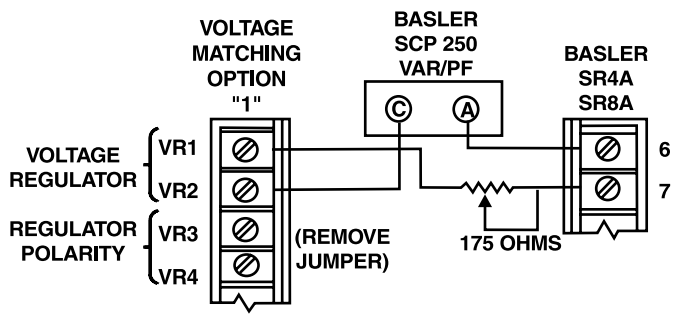 VOLTAGE
MATCHING
OPTION
"1"
BASLER
SCP 250
VAR/PF
BASLER
SR4A
SR8A
C
A
VOLTAGE
REGULATOR
VR1
VR2
6
7
REGULATOR
POLARITY
VR3
VR4
(REMOVE
JUMPER)
175 OHMS